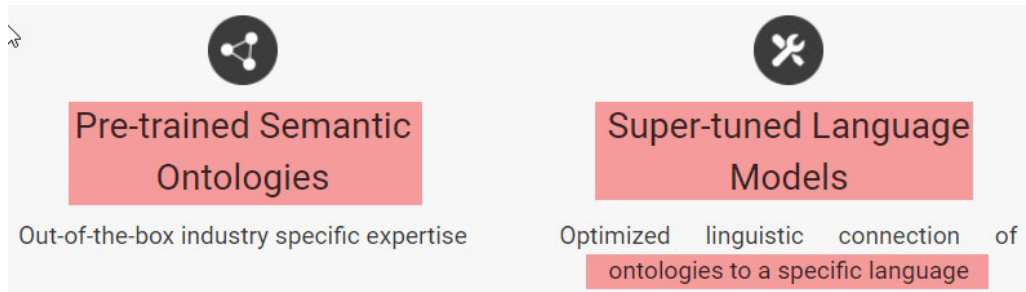 Pre-trained Semantic
Ontologies
Out-of-the-box industry specific expertise
Super-tuned Language
Models
Optimized linguistic connection of
ontologies to a specific language